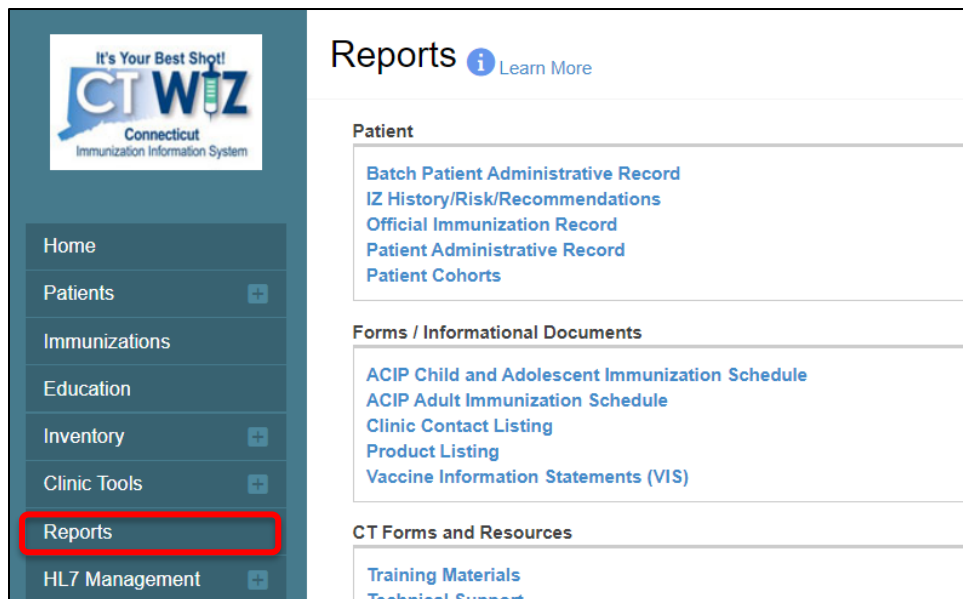 It's Your Best Shot!
CT WiZ
Connecticut
Immunization Information System
Home
Patients
Immunizations
Education
Inventory
Clinic Tools
Reports
HL7 Management
Reports i Learn More
Patient
Batch Patient Administrative Record
IZ History/Risk/Recommendations
Official Immunization Record
Patient Administrative Record
Patient Cohorts
Forms / Informational Documents
ACIP Child and Adolescent Immunization Schedule
ACIP Adult Immunization Schedule
Clinic Contact Listing
Product Listing
Vaccine Information Statements (VIS)
CT Forms and Resources
Training Materials
Technical Support